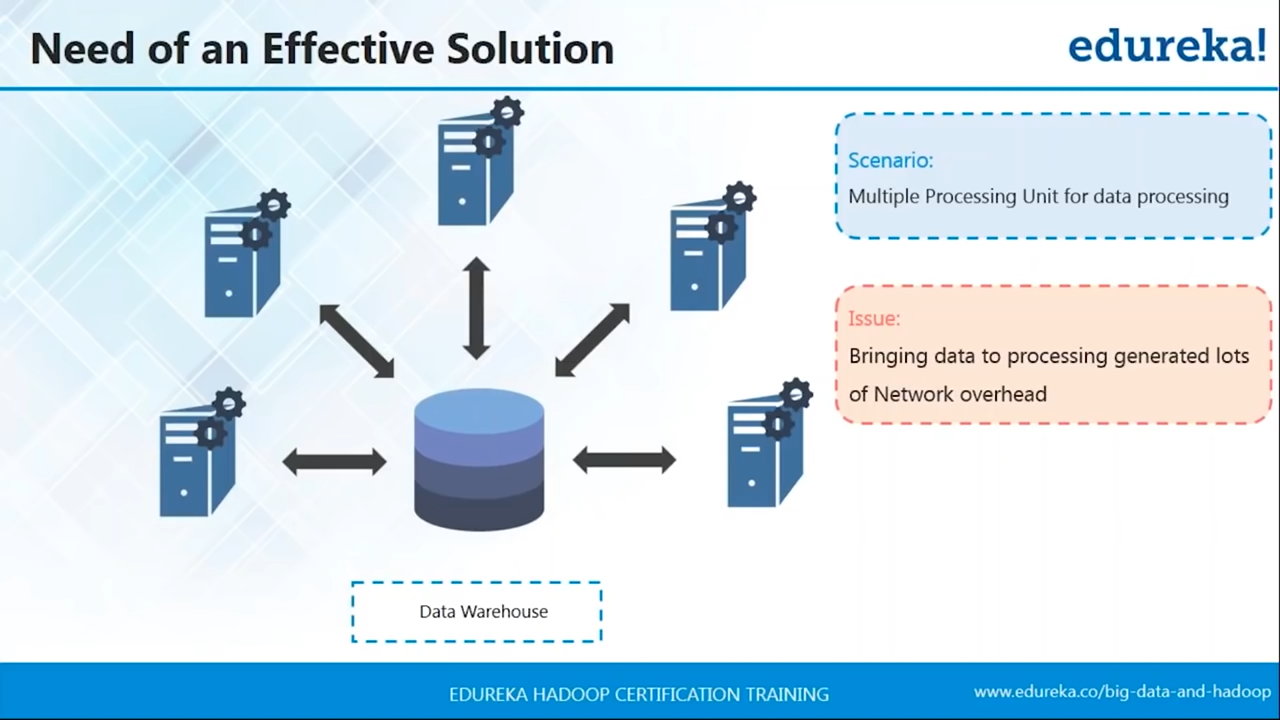 Need of an Effective Solution
edureka!
Scenario:
Multiple Processing Unit for data processing
Issue:
Bringing data to processing generated lots
of Network overhead
Data Warehouse
EDUREKA HADOOP CERTIFICATION TRAINING
www.edureka.co/big-data-and-hadoop